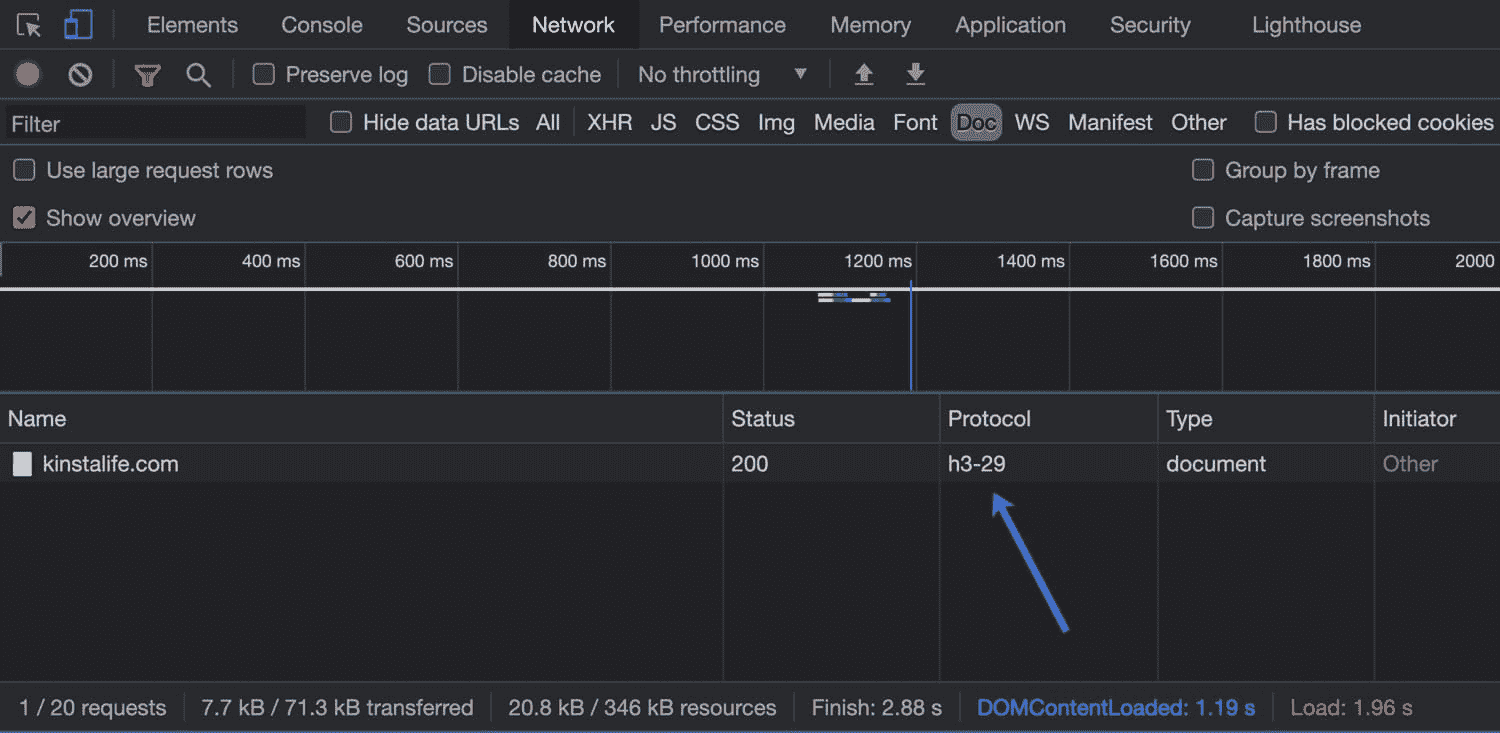 Elements Console Sources Network Performance Memory Application Security Lighthouse
Preserve log Disable cache No throttling
Filter Hide data URLs All XHR JS CSS Img Media Font Doc WS Manifest Other Has blocked cookies
Use large request rows Group by frame
Show overview Capture screenshots
200 ms 400 ms 600 ms 800 ms 1000 ms 1200 ms 1400 ms 1600 ms 1800 ms 2000
Name Status Protocol Type Initiator
kinstalife.com 200 h3-29 document Other
1 / 20 requests 7.7 kB / 71.3 kB transferred 20.8 kB / 346 kB resources Finish: 2.88 s DOMContentLoaded: 1.19 s Load: 1.96 s